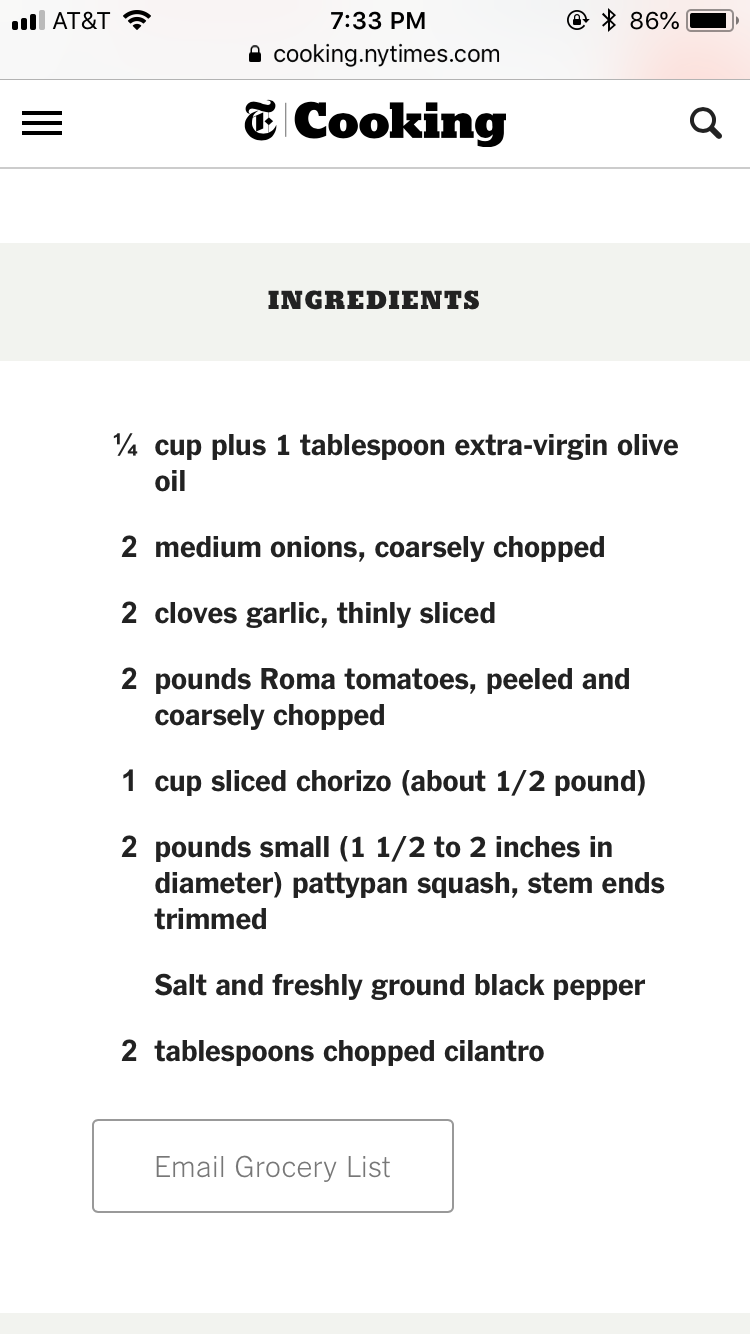 AT&T 7:33 PM 86%
cooking.nytimes.com
T Cooking
INGREDIENTS
¼ cup plus 1 tablespoon extra-virgin olive
oil
2 medium onions, coarsely chopped
2 cloves garlic, thinly sliced
2 pounds Roma tomatoes, peeled and
coarsely chopped
1 cup sliced chorizo (about 1/2 pound)
2 pounds small (1 1/2 to 2 inches in
diameter) pattypan squash, stem ends
trimmed
Salt and freshly ground black pepper
2 tablespoons chopped cilantro
Email Grocery List